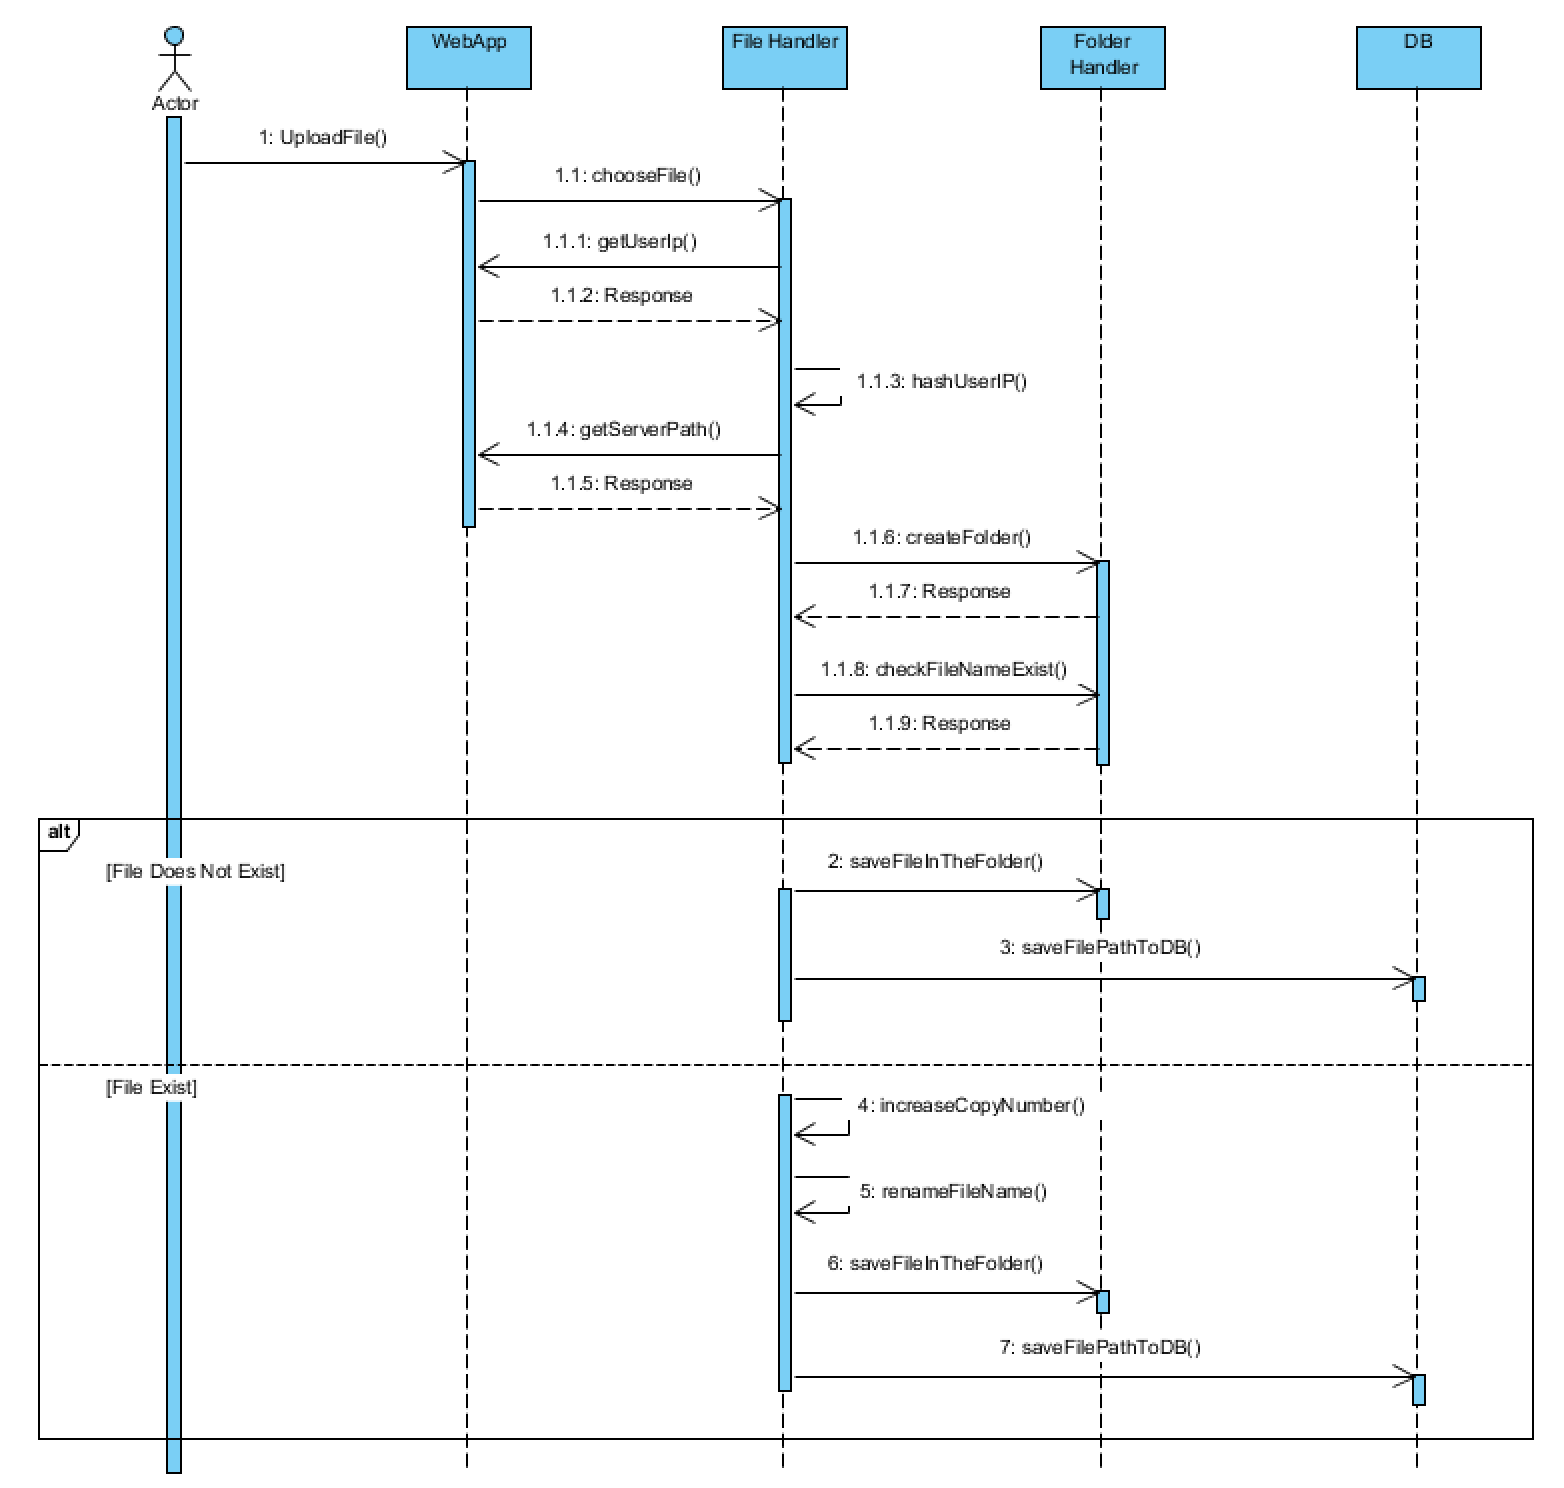 Actor
WebApp
File Handler
Folder
Handler
DB
1: UploadFile()
1.1: chooseFile()
1.1.1: getUserIp()
1.1.2: Response
1.1.3: hashUserIP()
1.1.4: getServerPath()
1.1.5: Response
1.1.6: createFolder()
1.1.7: Response
1.1.8: checkFileNameExist()
1.1.9: Response
alt
[File Does Not Exist]
2: saveFileInTheFolder()
3: saveFilePathToDB()
[File Exist]
4: increaseCopyNumber()
5: renameFileName()
6: saveFileInTheFolder()
7: saveFilePathToDB()